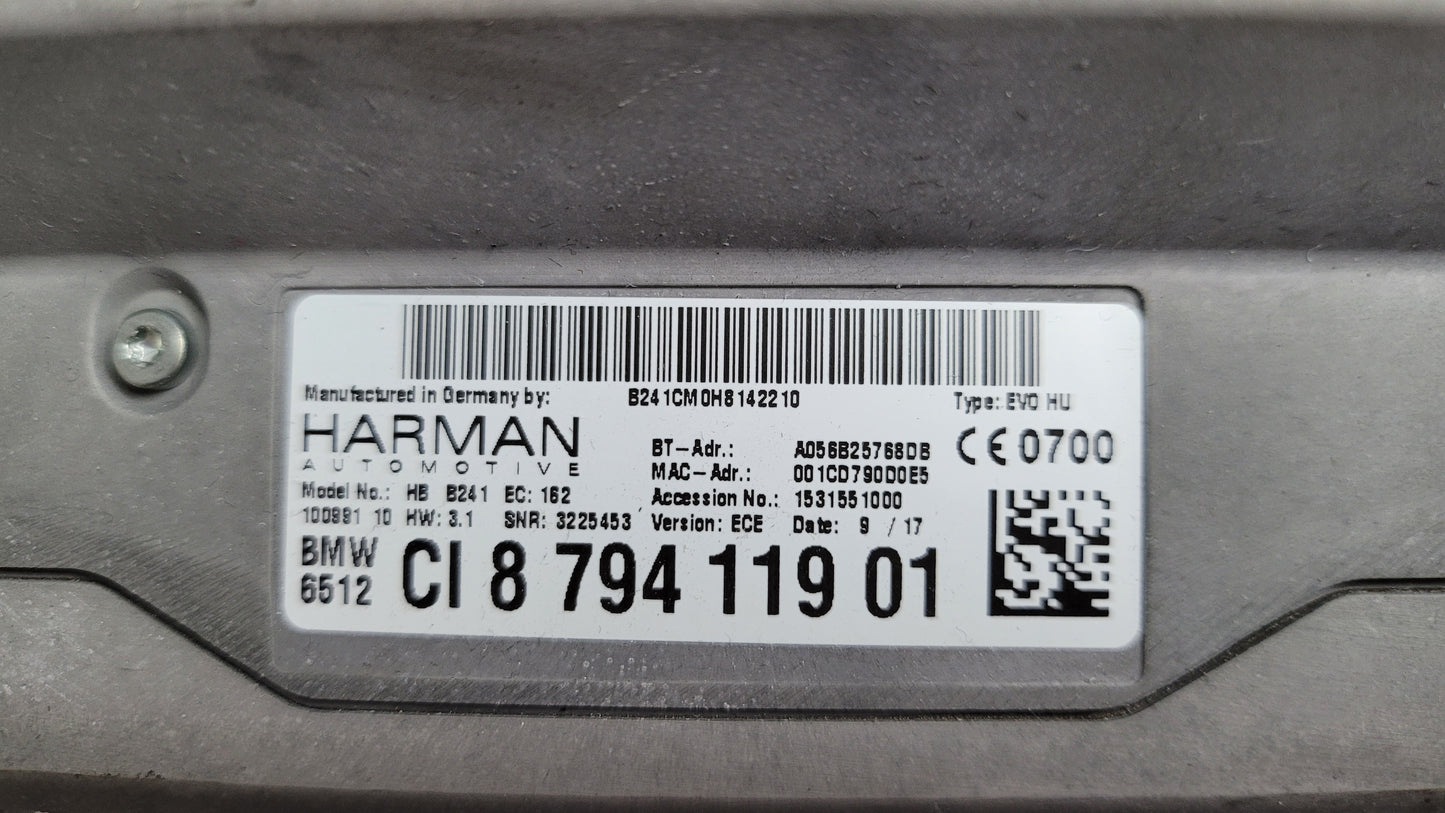 B241CM0H8142210
Manufactured in Germany by:
Type: EVO HU
HARMAN
AUTOMOTIVE
BT-Adr.: A056B25768DB
CE 0700
MAC-Adr.: 001CD790D0E5
Model No.: HB B241 EC: 162
Accession No.: 1531551000
100991 10 HW: 3.1 SNR: 3225453
Version: ECE Date: 9 / 17
BMW
6512
CI 8 794 119 01